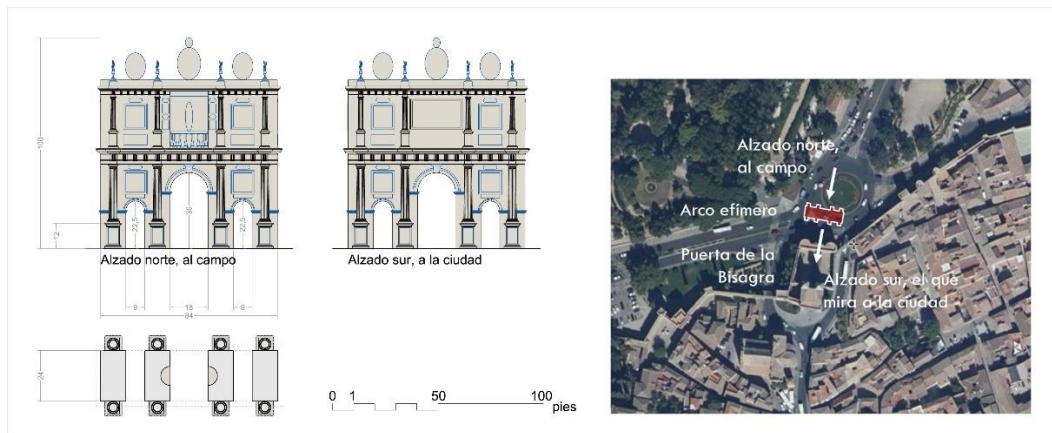 100
12
22,5
36
22,5
Alzado norte, al campo
Alzado sur, a la ciudad
9
18
9
84
24
0 1 50 100
pies
Alzado norte,
al campo
Arco efímero
Puerta de la
Bisagra
Alzado sur, el que
mira a la ciudad